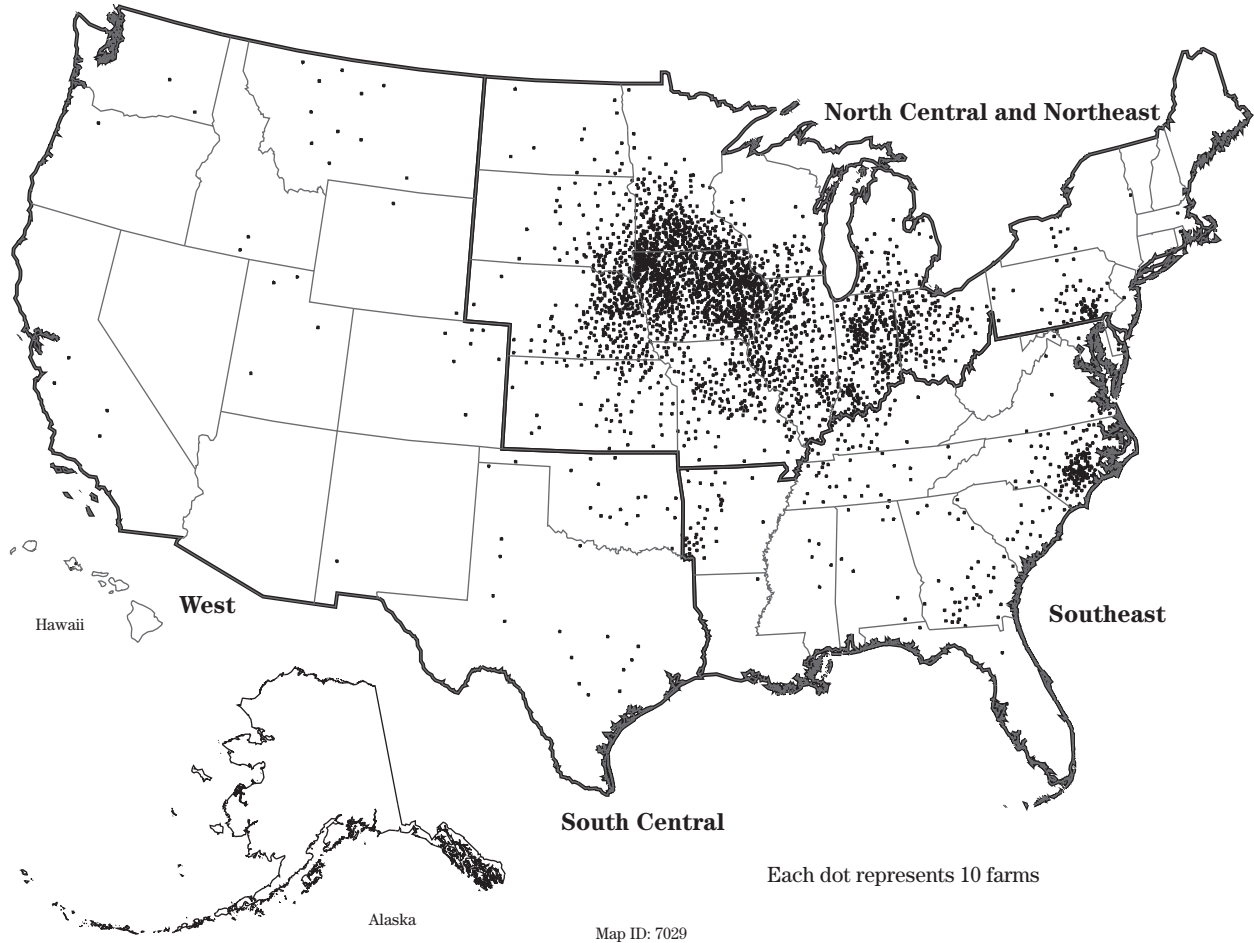 North Central and Northeast
West
Hawaii
Southeast
South Central
Each dot represents 10 farms
Alaska
Map ID: 7029